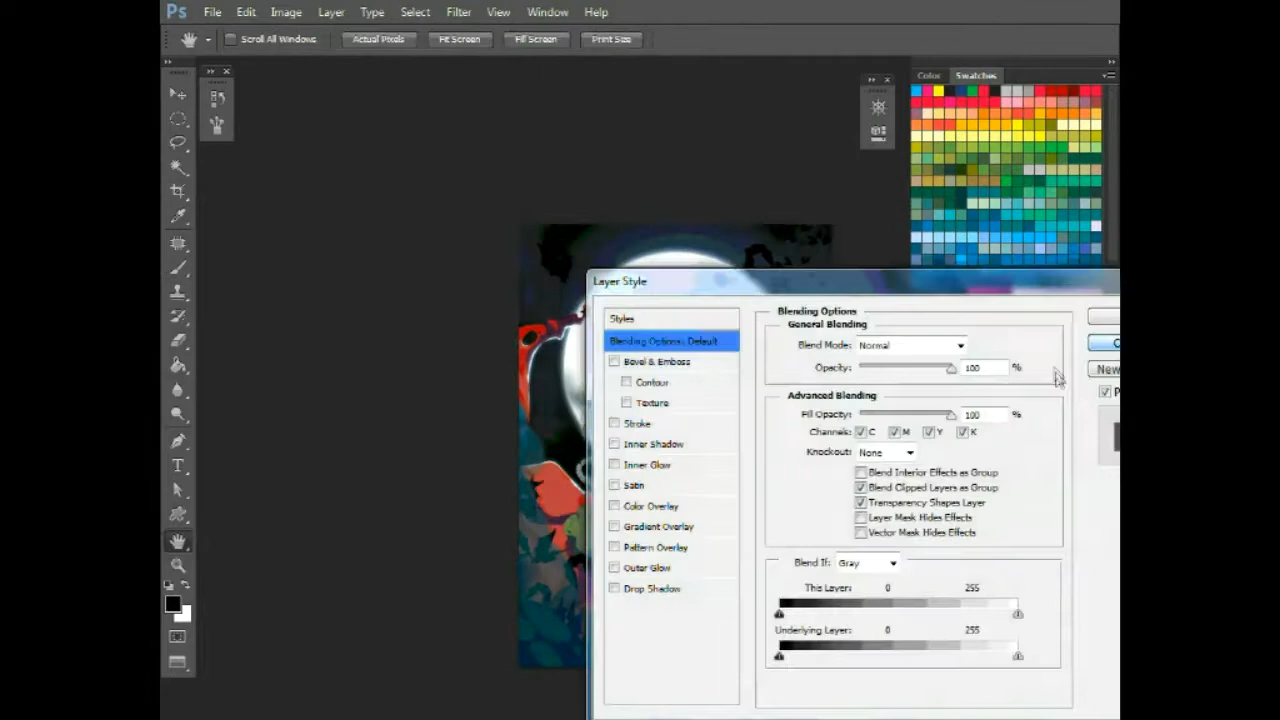 Ps File Edit Image Layer Type Select Filter View Window Help
Scroll All Windows Actual Pixels Fit Screen Fill Screen Print Size
Color Swatches
Layer Style
Styles
Blending Options: Default
Bevel & Emboss
Contour
Texture
Stroke
Inner Shadow
Inner Glow
Satin
Color Overlay
Gradient Overlay
Pattern Overlay
Outer Glow
Drop Shadow
Blending Options
General Blending
Blend Mode: Normal
Opacity: 100 %
Advanced Blending
Fill Opacity: 100 %
Channels: C M Y K
Knockout: None
Blend Interior Effects as Group
Blend Clipped Layers as Group
Transparency Shapes Layer
Layer Mask Hides Effects
Vector Mask Hides Effects
Blend If: Gray
This Layer: 0 255
Underlying Layer: 0 255
New